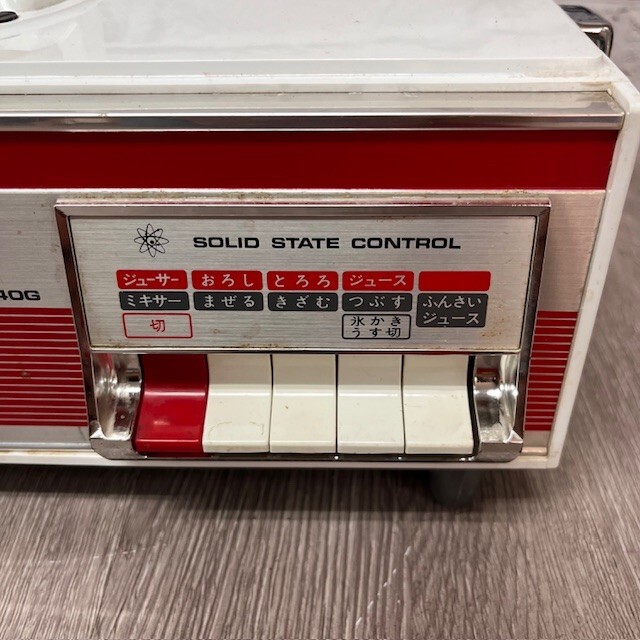 SOLID STATE CONTROL
ジューサー おろし とろろ ジュース
ミキサー まぜる きざむ つぶす ふんさい
ジュース
切 氷かき
うす切
40G